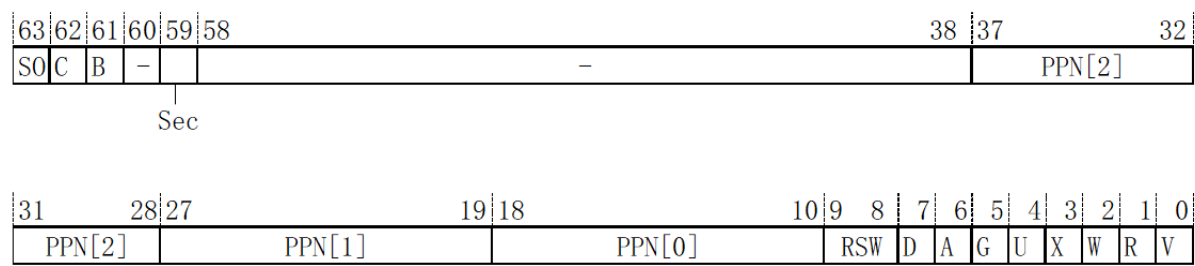 63 62 61 60 59 58 38 37 32
SO C B - - PPN[2]
Sec
31 28 27 19 18 10 9 8 7 6 5 4 3 2 1 0
PPN[2] PPN[1] PPN[0] RSW D A G U X W R V